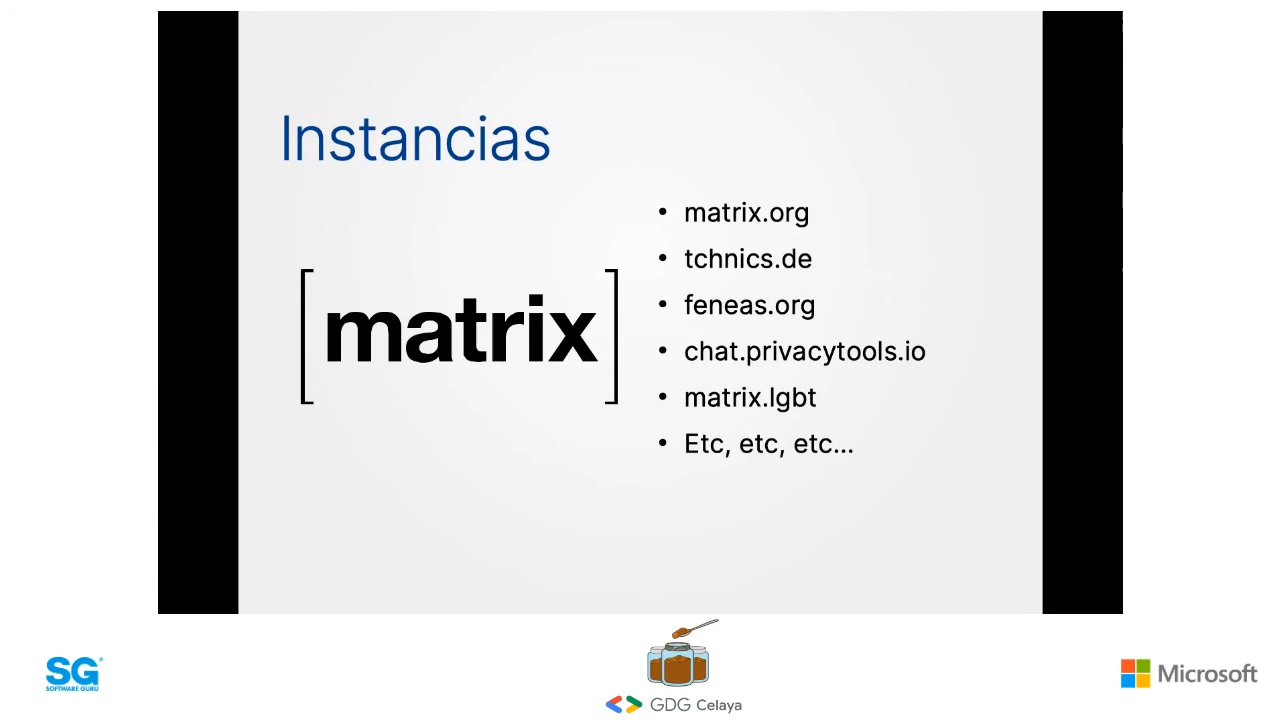 Instancias
[matrix]
• matrix.org
• tchnics.de
• feneas.org
• chat.privacytools.io
• matrix.lgbt
• Etc, etc, etc...
SG
SOFTWARE GURU
GDG Celaya
Microsoft